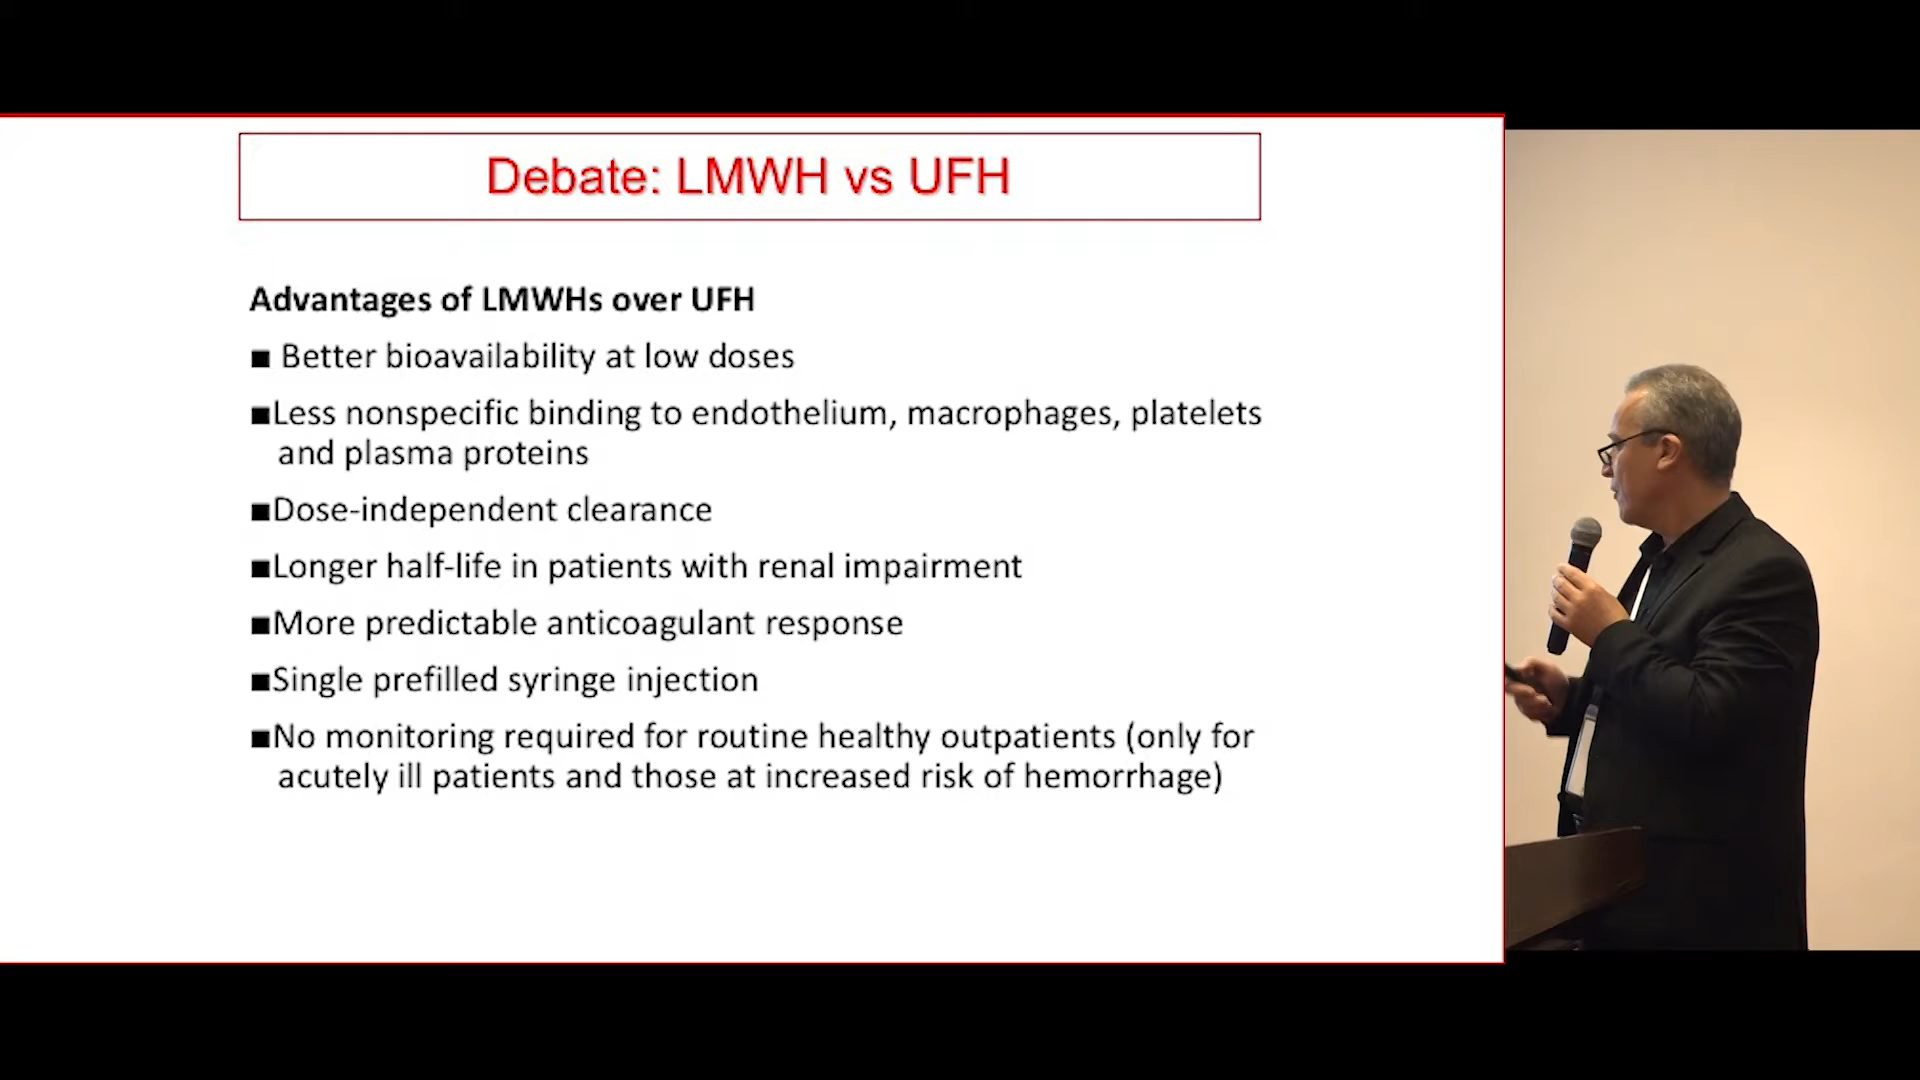 Debate: LMWH vs UFH
Advantages of LMWHs over UFH
■ Better bioavailability at low doses
■Less nonspecific binding to endothelium, macrophages, platelets
and plasma proteins
■Dose-independent clearance
■Longer half-life in patients with renal impairment
■More predictable anticoagulant response
■Single prefilled syringe injection
■No monitoring required for routine healthy outpatients (only for
acutely ill patients and those at increased risk of hemorrhage)